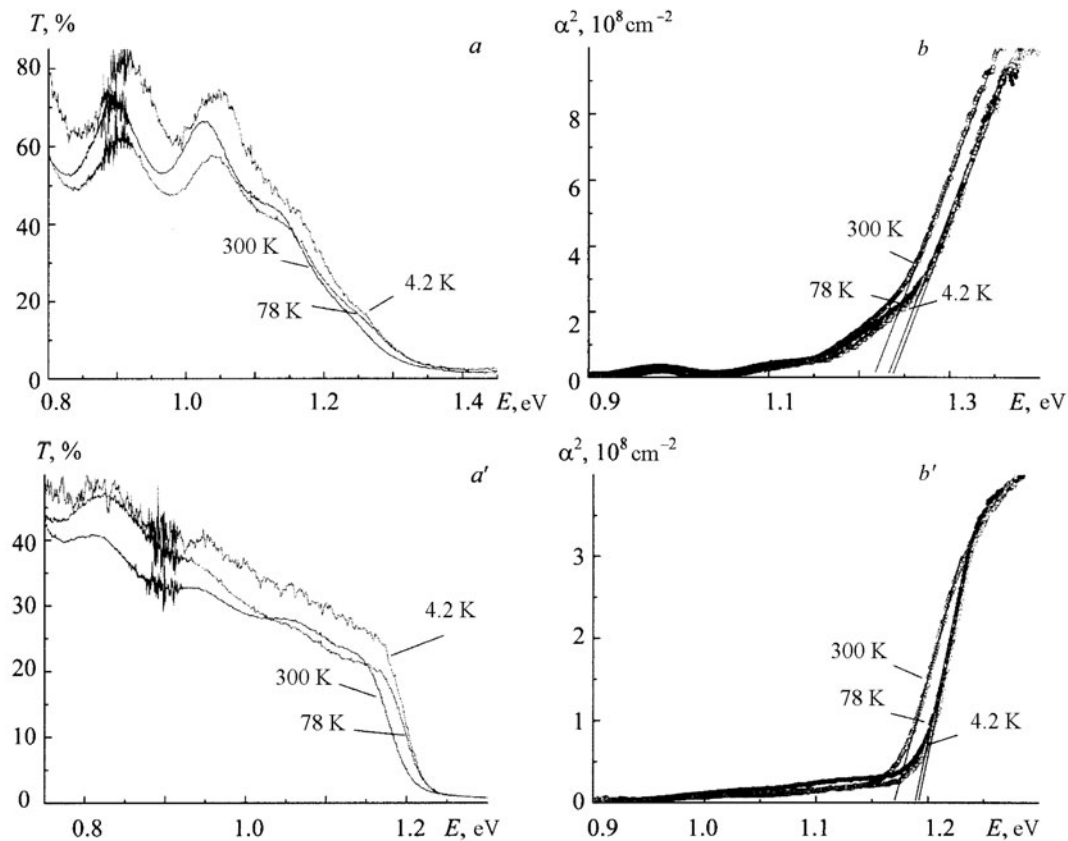 T, %
a
80
60
40
20
0
300 K
78 K
4.2 K
0.8
1.0
1.2
1.4
E, eV
α², 10⁸ cm⁻²
b
8
6
4
2
0
300 K
78 K
4.2 K
0.9
1.1
1.3
E, eV
T, %
a'
40
30
20
10
0
4.2 K
300 K
78 K
0.8
1.0
1.2
E, eV
α², 10⁸ cm⁻²
b'
3
2
1
0
300 K
78 K
4.2 K
0.9
1.0
1.1
1.2
E, eV